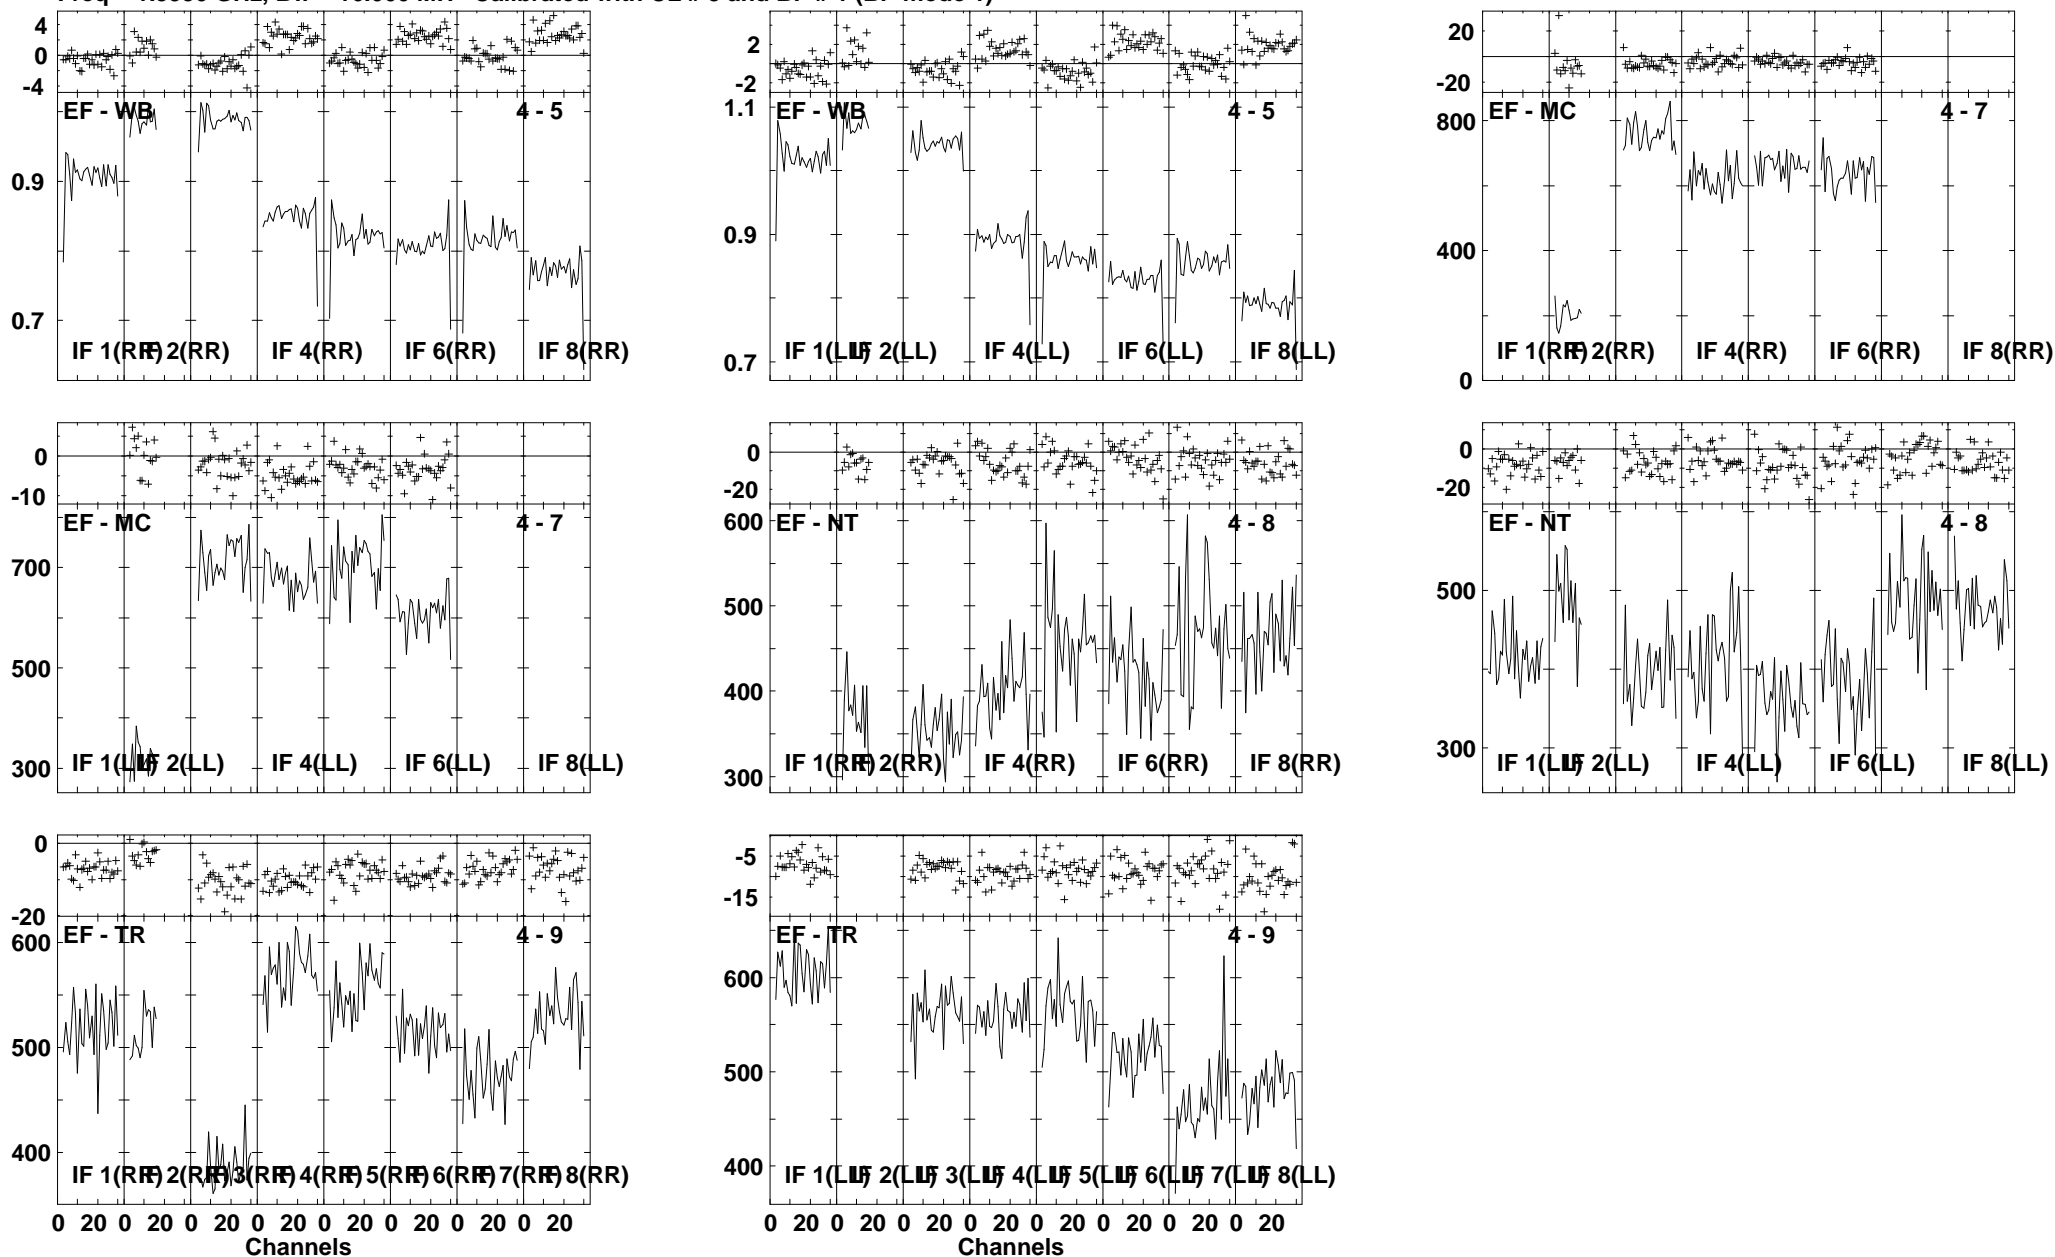 4
0
-4
EF - WB
4 - 5
0.9
0.7
IF 1(RR)
IF 2(RR)
IF 4(RR)
IF 6(RR)
IF 8(RR)
2
-2
1.1
EF - WB
4 - 5
0.9
0.7
IF 1(LL)
IF 2(LL)
IF 4(LL)
IF 6(LL)
IF 8(LL)
20
-20
800
EF - MC
4 - 7
400
0
IF 1(RR)
IF 2(RR)
IF 4(RR)
IF 6(RR)
IF 8(RR)
0
-10
EF - MC
4 - 7
700
500
300
IF 1(LL)
IF 2(LL)
IF 4(LL)
IF 6(LL)
IF 8(LL)
0
-20
600
EF - NT
4 - 8
500
400
300
IF 1(RR)
IF 2(RR)
IF 4(RR)
IF 6(RR)
IF 8(RR)
0
-20
EF - NT
4 - 8
500
300
IF 1(LL)
IF 2(LL)
IF 4(LL)
IF 6(LL)
IF 8(LL)
0
-20
600
EF - TR
4 - 9
500
400
IF 1(RR)
IF 2(RR)
IF 3(RR)
IF 4(RR)
IF 5(RR)
IF 6(RR)
IF 7(RR)
IF 8(RR)
0 20 0 20 0 20 0 20 0 20 0 20 0 20 0 20
Channels
-5
-15
EF - TR
4 - 9
600
500
400
IF 1(LL)
IF 2(LL)
IF 3(LL)
IF 4(LL)
IF 5(LL)
IF 6(LL)
IF 7(LL)
IF 8(LL)
0 20 0 20 0 20 0 20 0 20 0 20 0 20 0 20
Channels